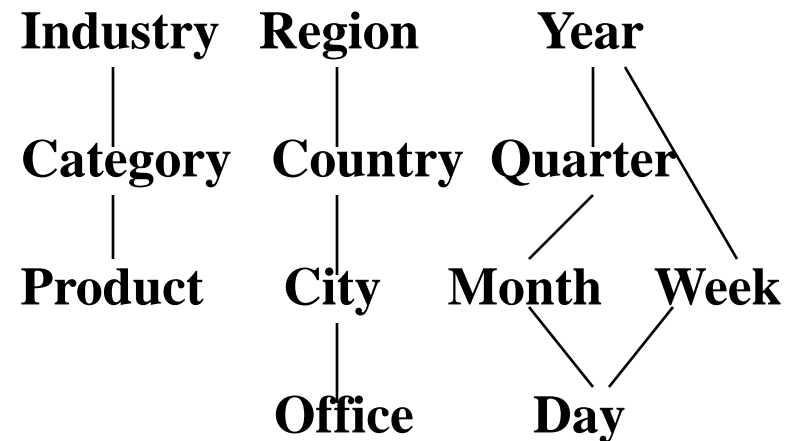 Industry Region Year
Category Country Quarter
Product City Month Week
Office Day